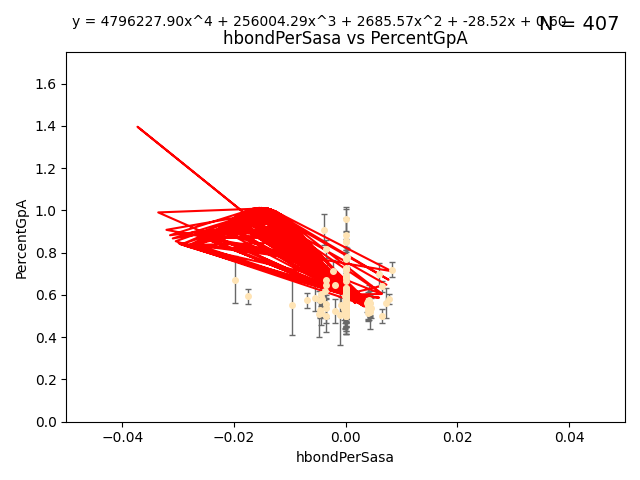 y = 4796227.90x^4 + 256004.29x^3 + 2685.57x^2 + -28.52x + 0.60
N = 407
hbondPerSasa vs PercentGpA
1.6
1.4
1.2
1.0
0.8
0.6
0.4
0.2
0.0
PercentGpA
−0.04 −0.02 0.00 0.02 0.04
hbondPerSasa